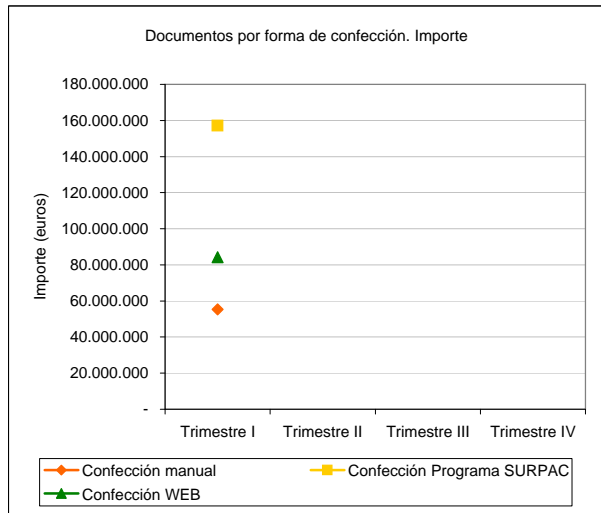 Documentos por forma de confección. Importe
180.000.000
160.000.000
140.000.000
120.000.000
100.000.000
80.000.000
60.000.000
40.000.000
20.000.000
-
Importe (euros)
Trimestre I Trimestre II Trimestre III Trimestre IV
Confección manual Confección Programa SURPAC
Confección WEB